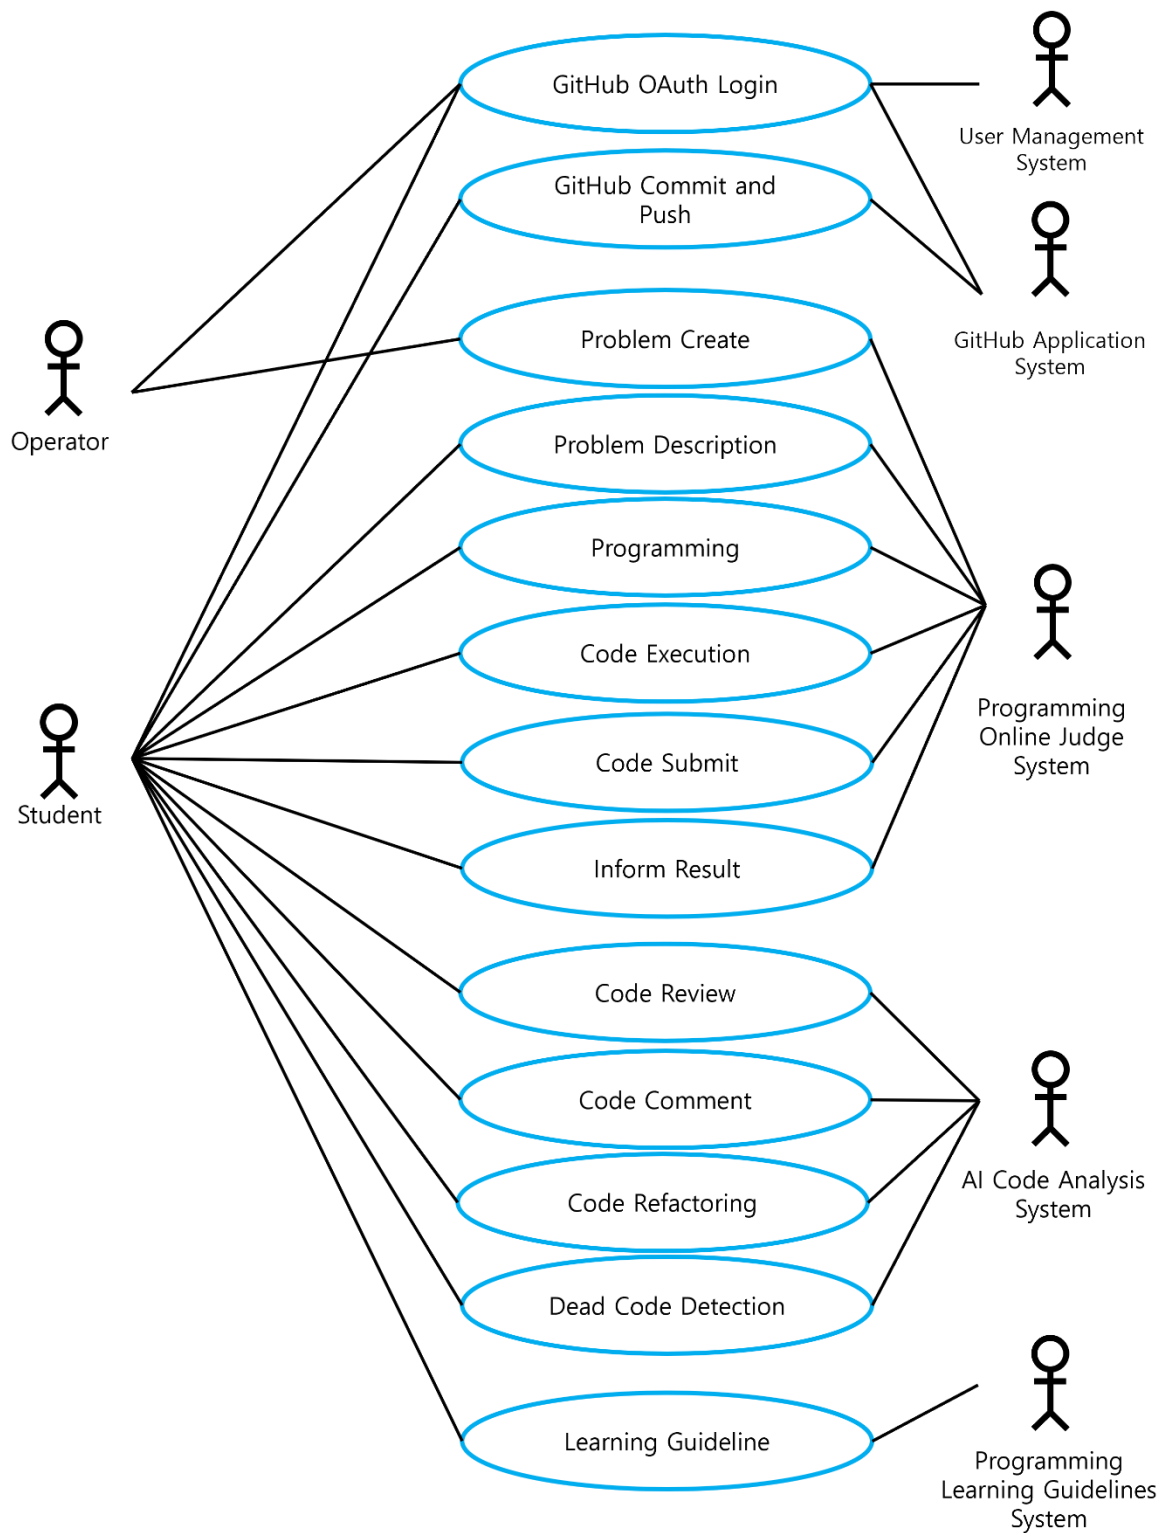 GitHub OAuth Login
User Management
System
GitHub Commit and
Push
GitHub Application
System
Problem Create
Operator
Problem Description
Programming
Code Execution
Programming
Online Judge
System
Code Submit
Student
Inform Result
Code Review
Code Comment
AI Code Analysis
System
Code Refactoring
Dead Code Detection
Learning Guideline
Programming
Learning Guidelines
System